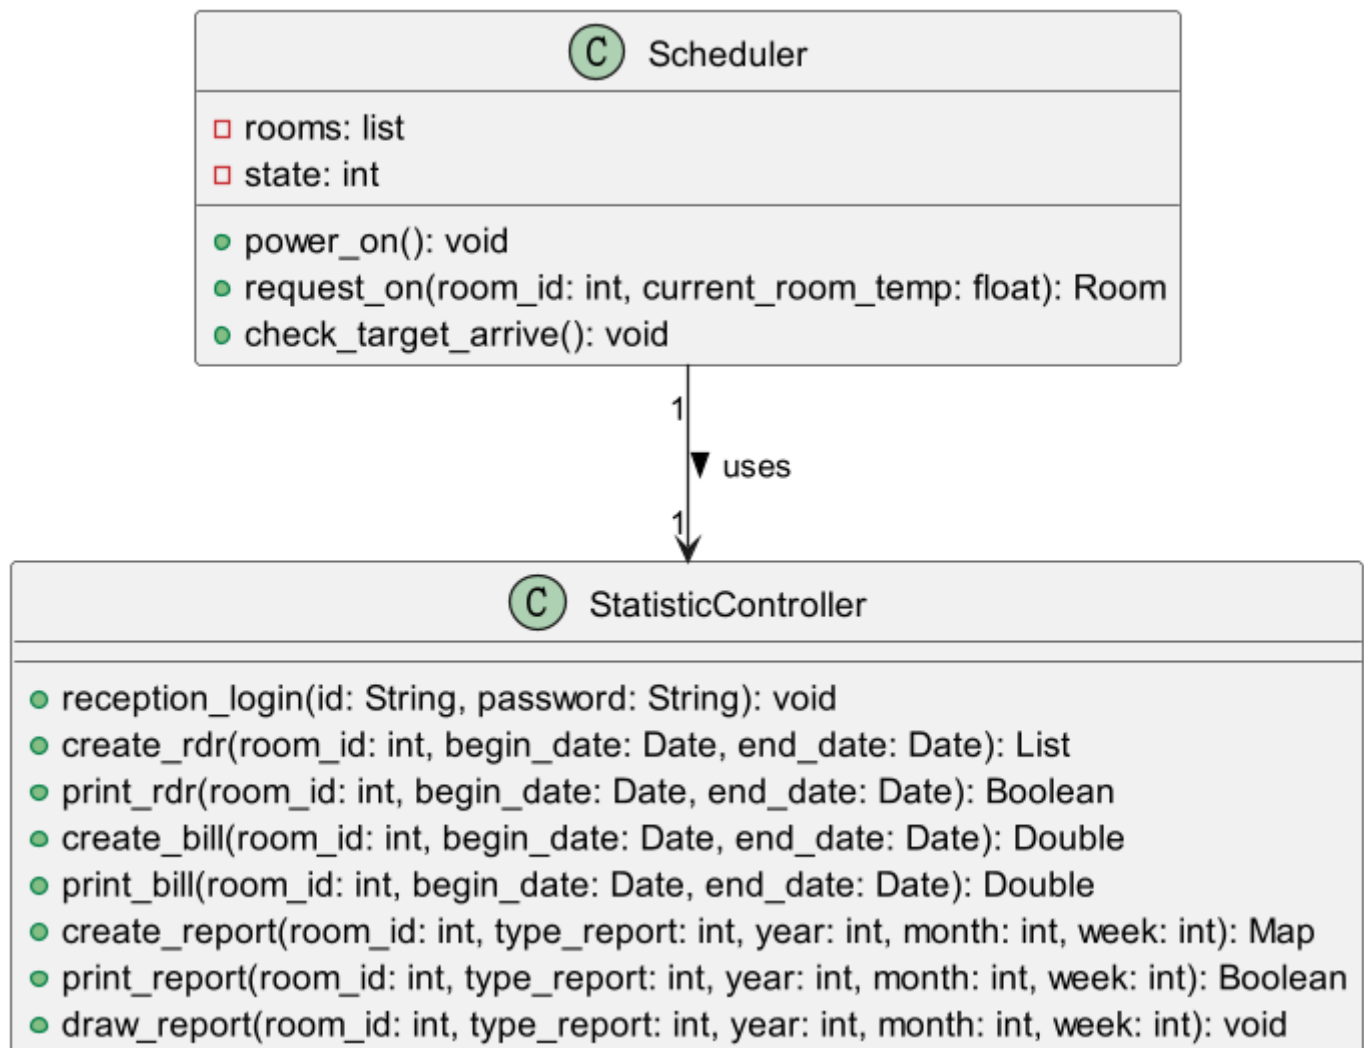 C Scheduler
rooms: list
state: int
power_on(): void
request_on(room_id: int, current_room_temp: float): Room
check_target_arrive(): void
1
uses
1
C StatisticController
reception_login(id: String, password: String): void
create_rdr(room_id: int, begin_date: Date, end_date: Date): List
print_rdr(room_id: int, begin_date: Date, end_date: Date): Boolean
create_bill(room_id: int, begin_date: Date, end_date: Date): Double
print_bill(room_id: int, begin_date: Date, end_date: Date): Double
create_report(room_id: int, type_report: int, year: int, month: int, week: int): Map
print_report(room_id: int, type_report: int, year: int, month: int, week: int): Boolean
draw_report(room_id: int, type_report: int, year: int, month: int, week: int): void